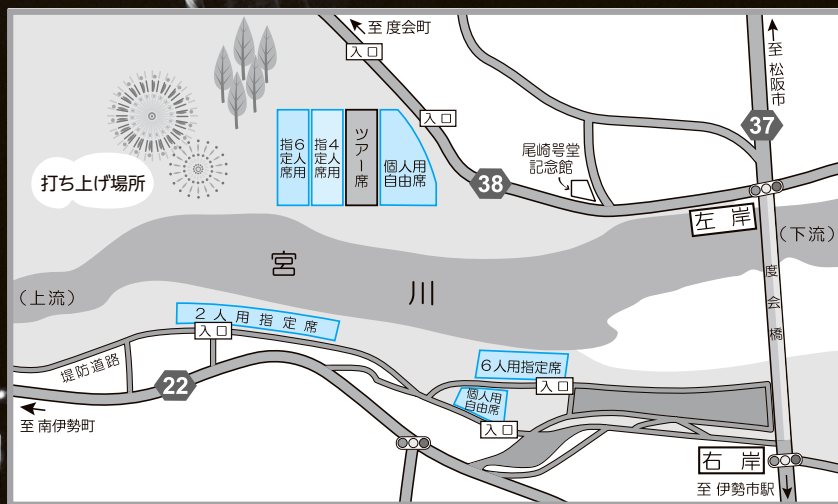 至 度会町
入口
至 松阪市
37
入口
6人用指定席
4人用指定席
ツアー席
個人用
自由席
尾崎咢堂
記念館
38
打ち上げ場所
左 岸
(下流)
宮 川
(上流)
度会橋
2人用指定席
入口
堤防道路
22
6人用指定席
入口
個人用
自由席
入口
至 南伊勢町
右 岸
至 伊勢市駅